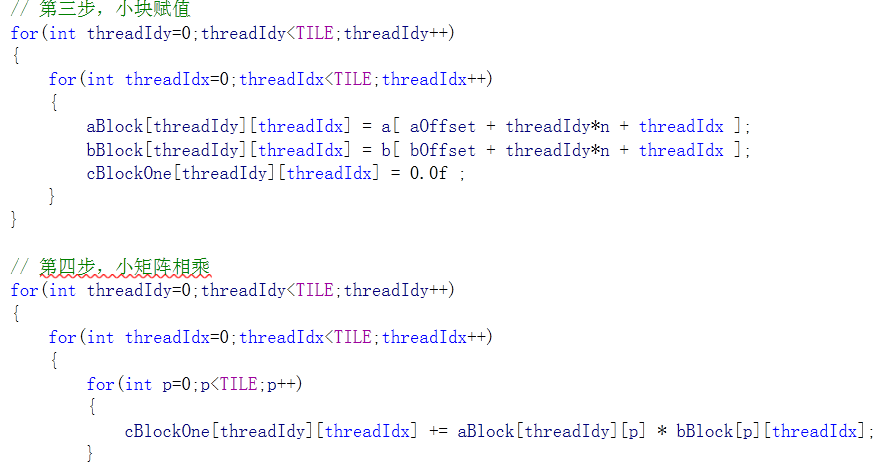 // 第三步，小块赋值
for(int threadIdy=0;threadIdy<TILE;threadIdy++)
{
    for(int threadIdx=0;threadIdx<TILE;threadIdx++)
    {
        aBlock[threadIdy][threadIdx] = a[ aOffset + threadIdy*n + threadIdx ];
        bBlock[threadIdy][threadIdx] = b[ bOffset + threadIdy*n + threadIdx ];
        cBlockOne[threadIdy][threadIdx] = 0.0f ;
    }
}
// 第四步，小矩阵相乘
for(int threadIdy=0;threadIdy<TILE;threadIdy++)
{
    for(int threadIdx=0;threadIdx<TILE;threadIdx++)
    {
        for(int p=0;p<TILE;p++)
        {
            cBlockOne[threadIdy][threadIdx] += aBlock[threadIdy][p] * bBlock[p][threadIdx];
        }